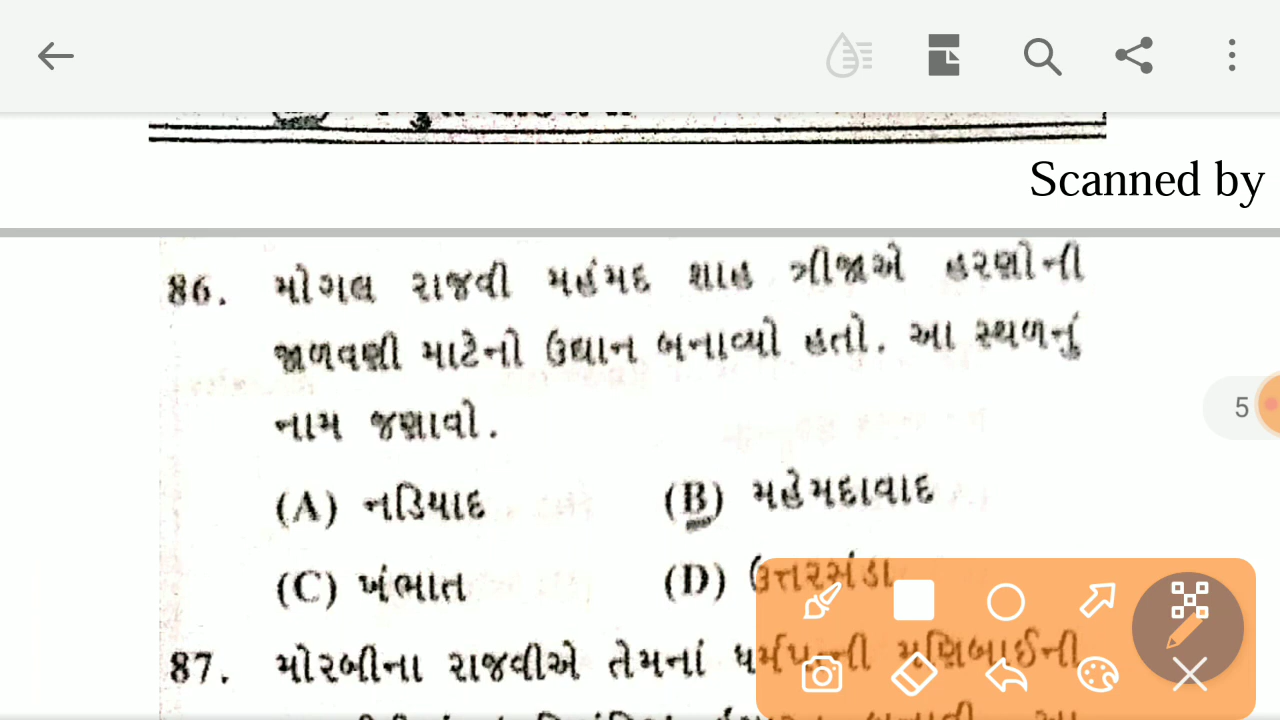 Scanned by
86. મોગલ રાજવી મહંમદ શાહ ત્રીજાએ હરણોની
જાળવણી માટેનો ઉદ્યાન બનાવ્યો હતો. આ સ્થળનું
નામ જણાવો.
(A) નડિયાદ (B) મહેમદાવાદ
(C) ખંભાત (D) ઉત્તરસંડા
5
87. મોરબીના રાજવીએ તેમનાં ધર્મપત્ની મણિબાઈની